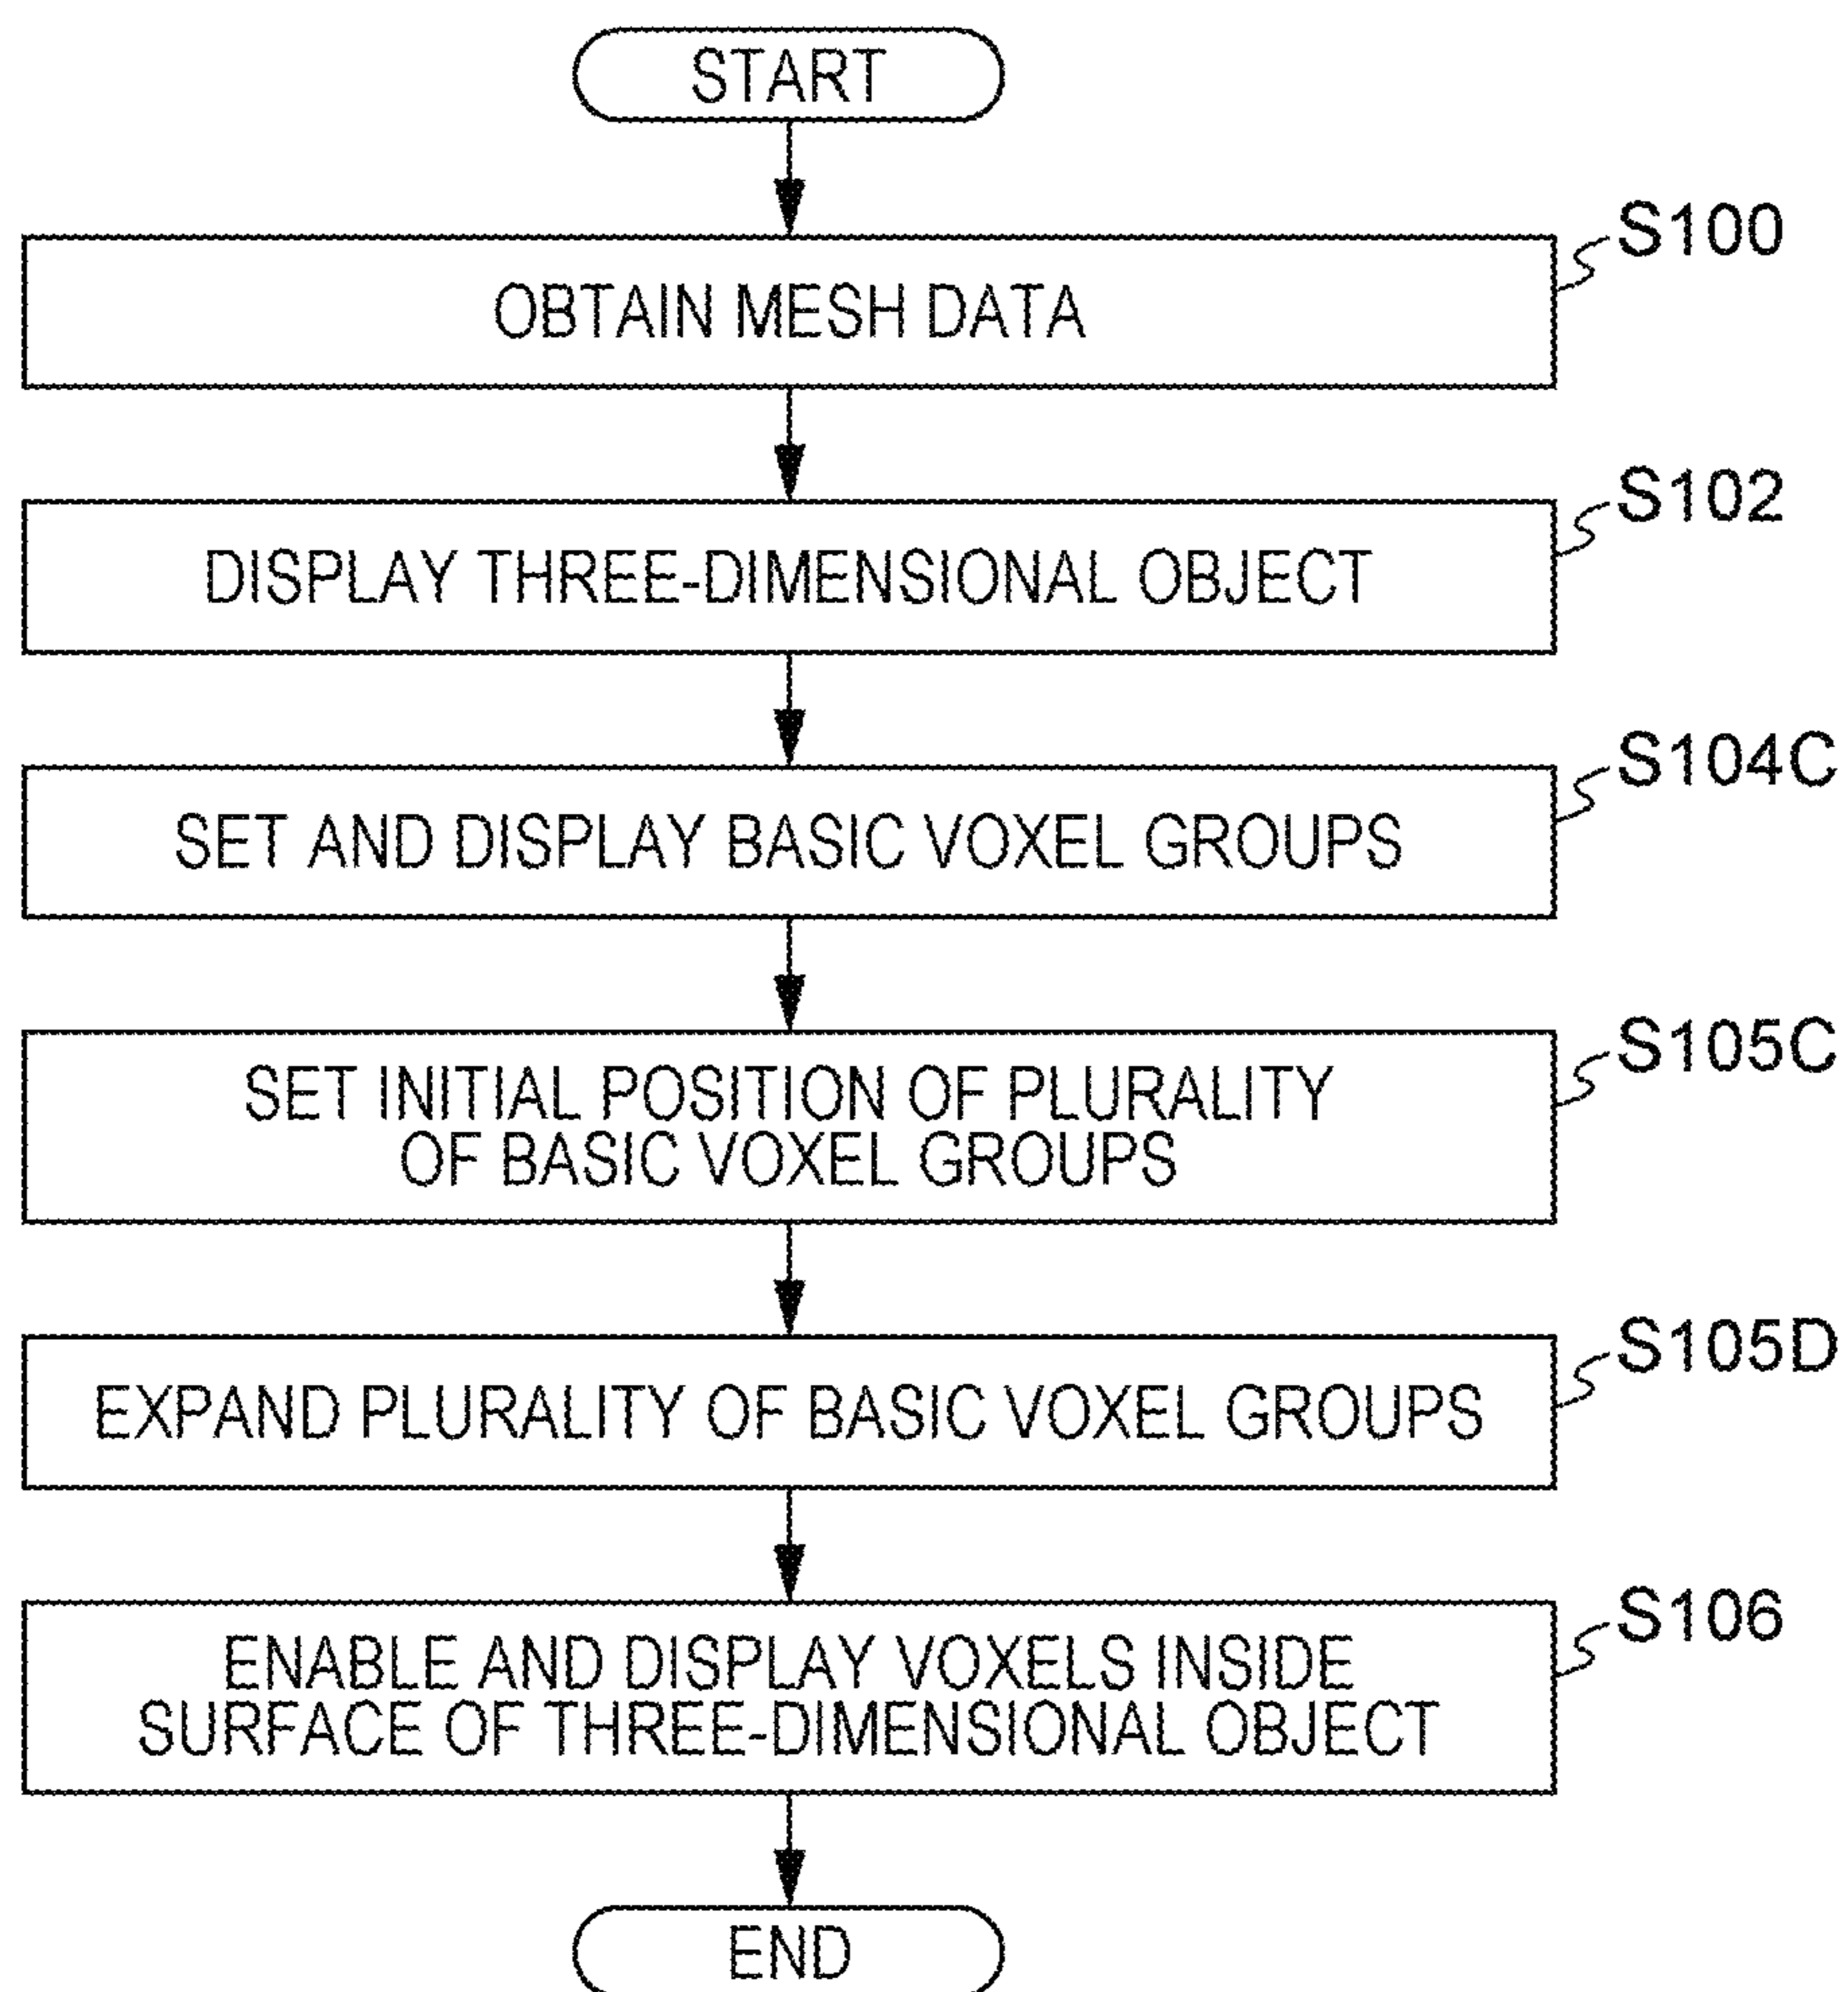 START
S100
OBTAIN MESH DATA
S102
DISPLAY THREE-DIMENSIONAL OBJECT
S104C
SET AND DISPLAY BASIC VOXEL GROUPS
S105C
SET INITIAL POSITION OF PLURALITY
OF BASIC VOXEL GROUPS
S105D
EXPAND PLURALITY OF BASIC VOXEL GROUPS
S106
ENABLE AND DISPLAY VOXELS INSIDE
SURFACE OF THREE-DIMENSIONAL OBJECT
END